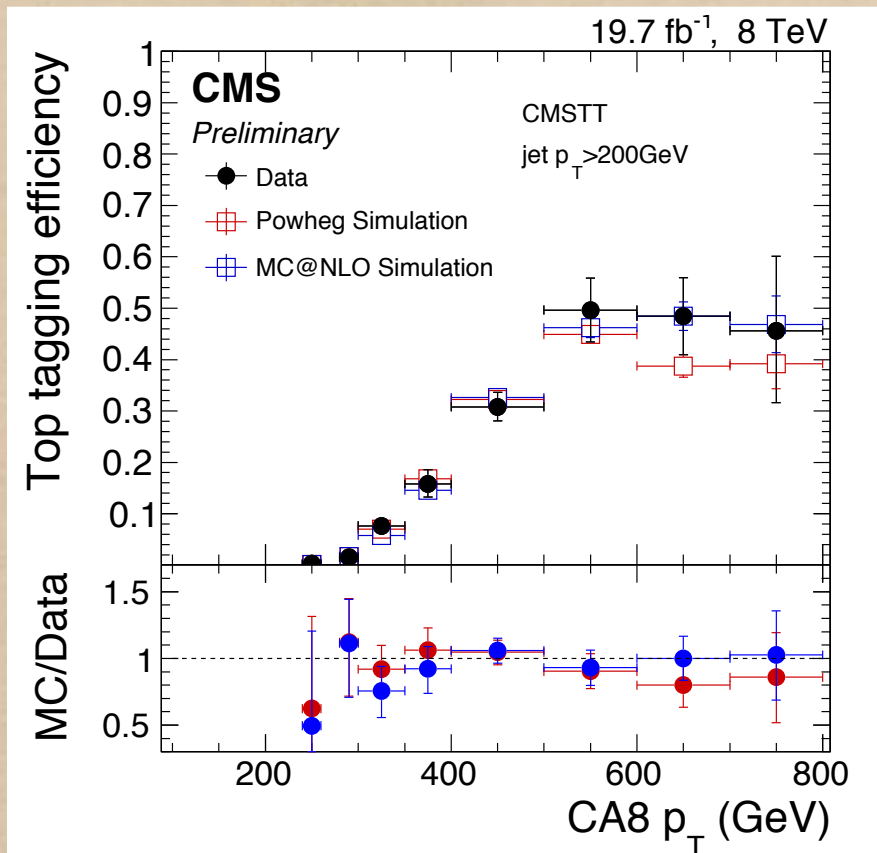 19.7 fb⁻¹, 8 TeV
CMS
Preliminary
Data
Powheg Simulation
MC@NLO Simulation
CMSTT
jet p_T>200GeV
Top tagging efficiency
1
0.9
0.8
0.7
0.6
0.5
0.4
0.3
0.2
0.1
MC/Data
1.5
1
0.5
200 400 600 800
CA8 p_T (GeV)